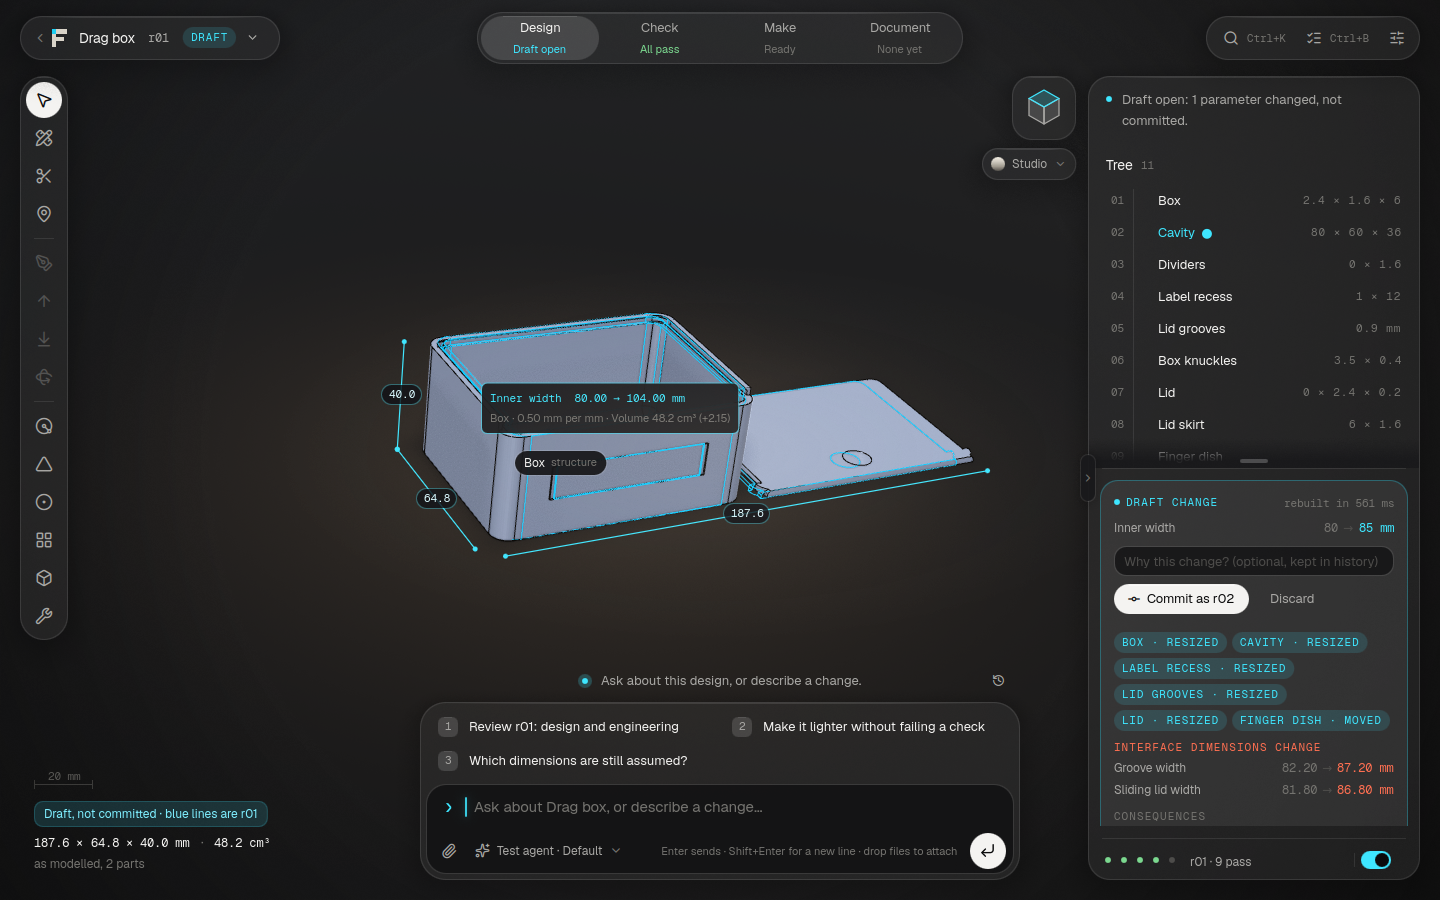 Drag box r01 DRAFT
Design
Draft open
Check
All pass
Make
Ready
Document
None yet
Ctrl+K
Ctrl+B
Studio
Draft open: 1 parameter changed, not
committed.
Tree 11
01 Box 2.4 × 1.6 × 6
02 Cavity 80 × 60 × 36
03 Dividers 0 × 1.6
04 Label recess 1 × 12
05 Lid grooves 0.9 mm
06 Box knuckles 3.5 × 0.4
07 Lid 0 × 2.4 × 0.2
08 Lid skirt 6 × 1.6
09 Finger dish
40.0
Inner width 80.00 → 104.00 mm
Box · 0.50 mm per mm · Volume 48.2 cm³ (+2.15)
Box structure
64.8
187.6
DRAFT CHANGE rebuilt in 561 ms
Inner width 80 → 85 mm
Why this change? (optional, kept in history)
Commit as r02 Discard
BOX · RESIZED CAVITY · RESIZED
LABEL RECESS · RESIZED
LID GROOVES · RESIZED
LID · RESIZED FINGER DISH · MOVED
INTERFACE DIMENSIONS CHANGE
Groove width 82.20 → 87.20 mm
Sliding lid width 81.80 → 86.80 mm
CONSEQUENCES
r01 · 9 pass
Ask about this design, or describe a change.
1 Review r01: design and engineering
2 Make it lighter without failing a check
3 Which dimensions are still assumed?
Ask about Drag box, or describe a change...
Test agent · Default
Enter sends · Shift+Enter for a new line · drop files to attach
20 mm
Draft, not committed · blue lines are r01
187.6 × 64.8 × 40.0 mm · 48.2 cm³
as modelled, 2 parts